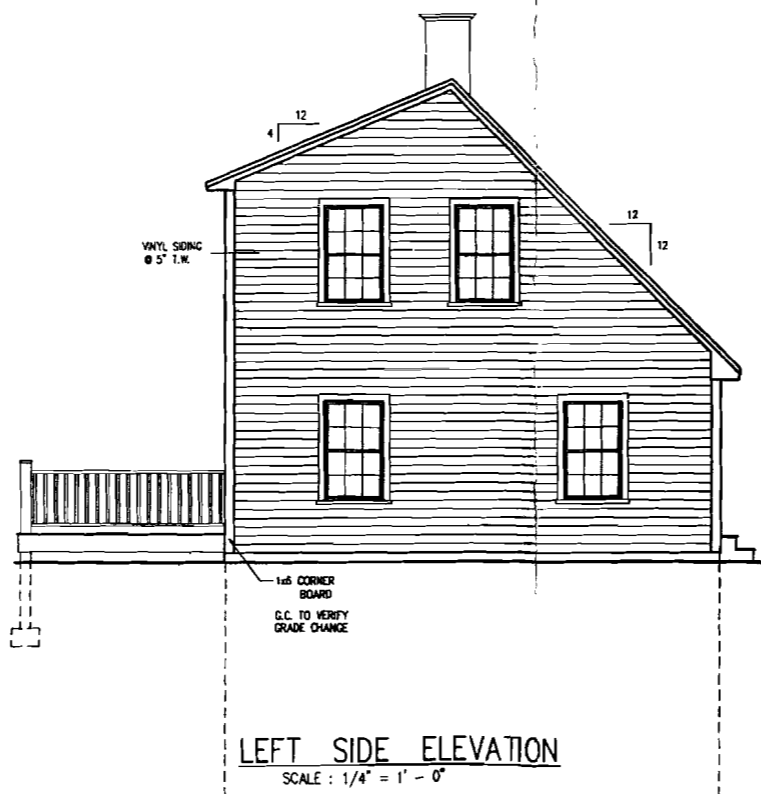 12
4
12
12
VINYL SIDING
@ 5" T.W.
1x6 CORNER
BOARD
G.C. TO VERIFY
GRADE CHANGE
LEFT SIDE ELEVATION
SCALE : 1/4" = 1' - 0"